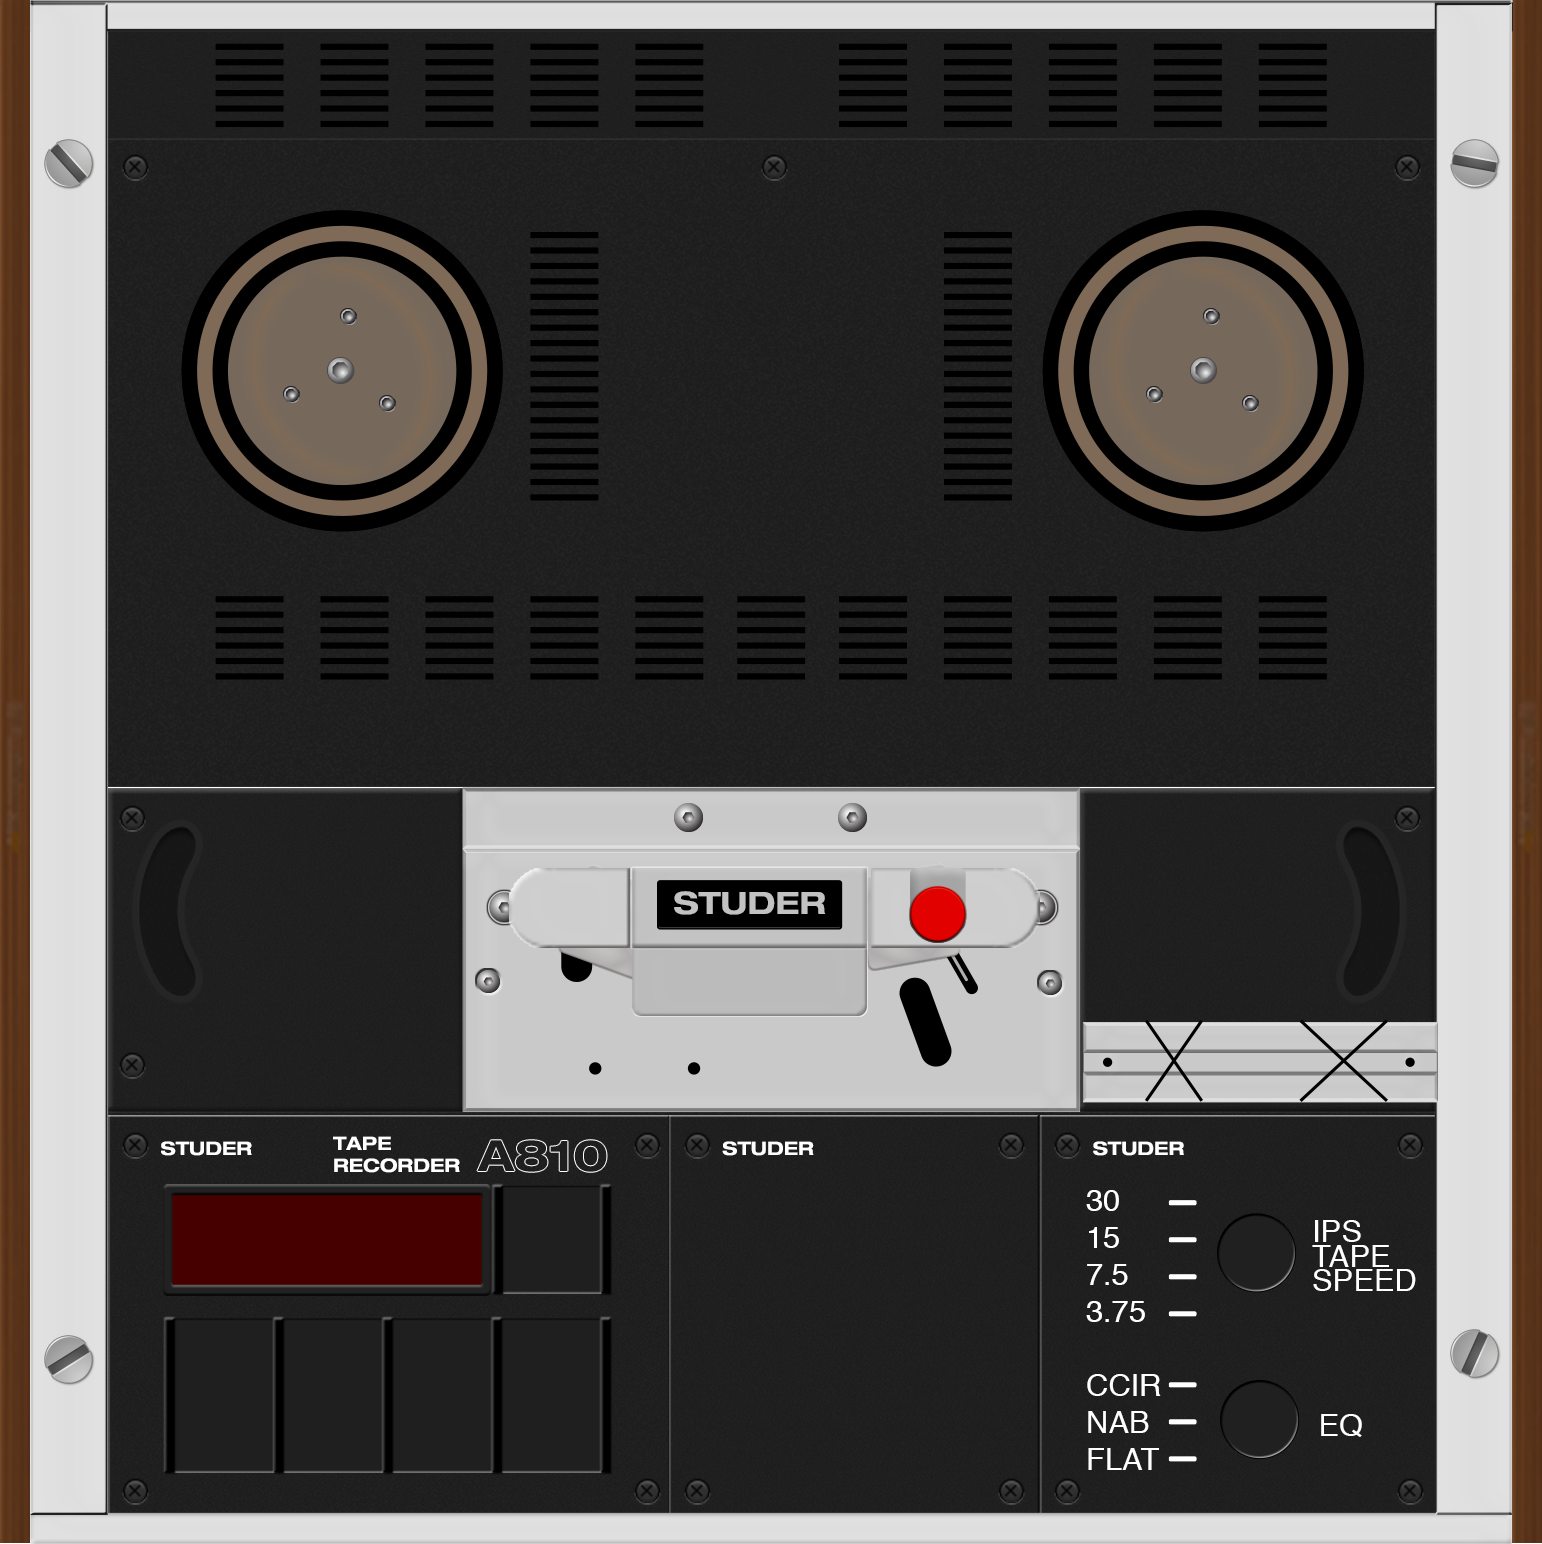 STUDER
STUDER
TAPE
RECORDER
A810
STUDER
STUDER
30
15
7.5
3.75
IPS
TAPE
SPEED
CCIR
NAB
FLAT
EQ